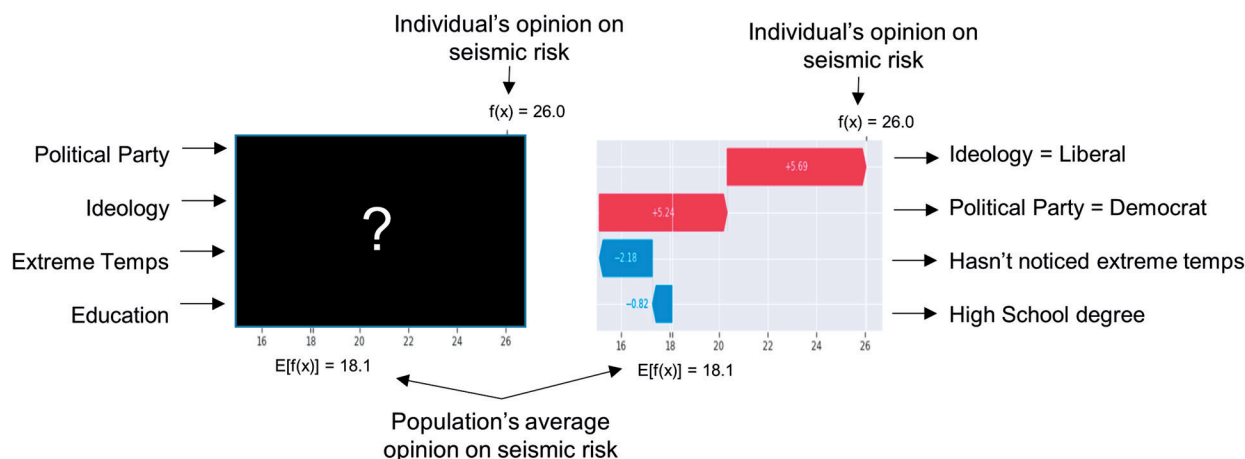 Individual's opinion on
seismic risk
f(x) = 26.0
Political Party
Ideology
Extreme Temps
Education
?
16 18 20 22 24 26
E[f(x)] = 18.1
Individual's opinion on
seismic risk
f(x) = 26.0
+5.69
+5.24
−2.18
−0.82
Ideology = Liberal
Political Party = Democrat
Hasn't noticed extreme temps
High School degree
16 18 20 22 24 26
E[f(x)] = 18.1
Population's average
opinion on seismic risk